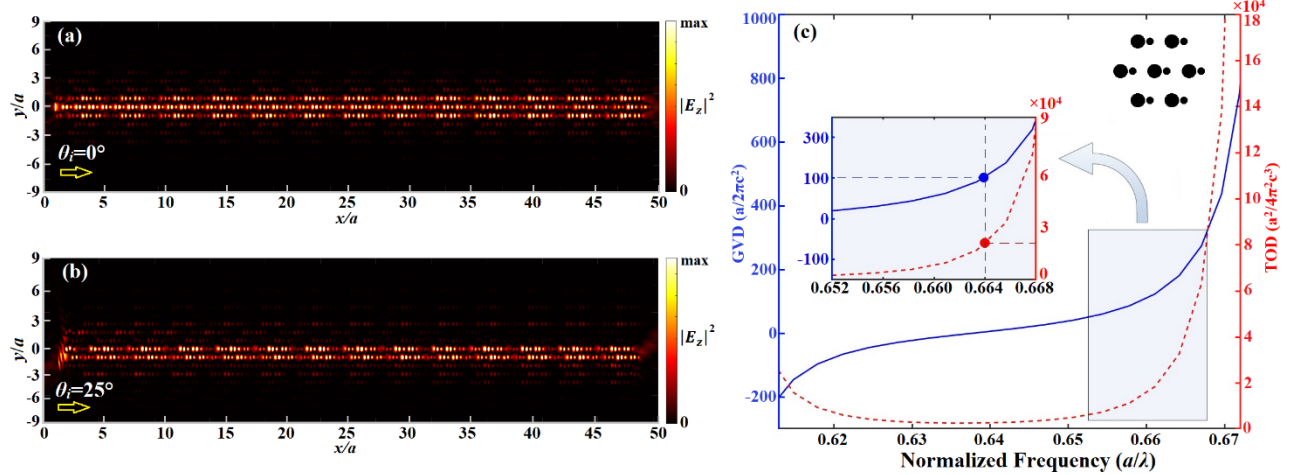 (a)
9
6
3
0
-3
-6
-9
y/a
θi=0°
0 5 10 15 20 25 30 35 40 45 50
x/a
max
|Ez|²
0
(b)
9
6
3
0
-3
-6
-9
y/a
θi=25°
0 5 10 15 20 25 30 35 40 45 50
x/a
max
|Ez|²
0
(c)
1000
800
600
400
200
0
-200
GVD (a/2πc²)
×10⁴
18
16
14
12
10
8
6
4
2
0
TOD (a²/4π²c³)
300
100
0
-100
×10⁴
9
6
3
0
0.652 0.656 0.660 0.664 0.668
0.62 0.63 0.64 0.65 0.66 0.67
Normalized Frequency (a/λ)